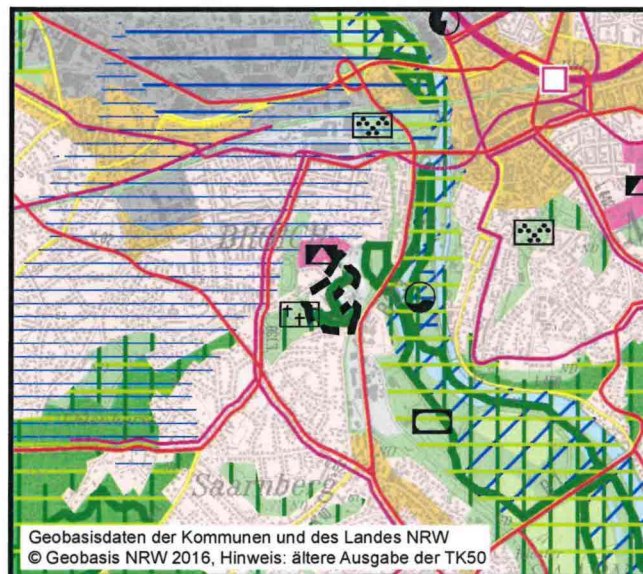 BROICH
Saarnberg
Geobasisdaten der Kommunen und des Landes NRW
© Geobasis NRW 2016, Hinweis: ältere Ausgabe der TK50